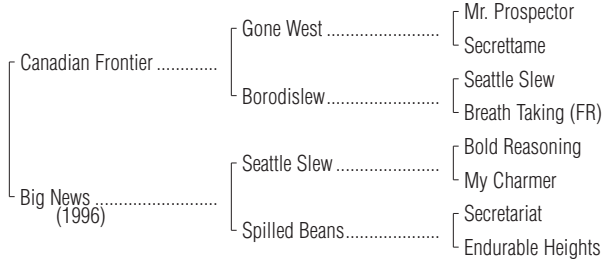 Mr. Prospector
Gone West ......................
Secrettame
Canadian Frontier ............
Seattle Slew
Borodislew......................
Breath Taking (FR)
Bold Reasoning
Seattle Slew ....................
My Charmer
Big News ........................
(1996)
Secretariat
Spilled Beans..................
Endurable Heights